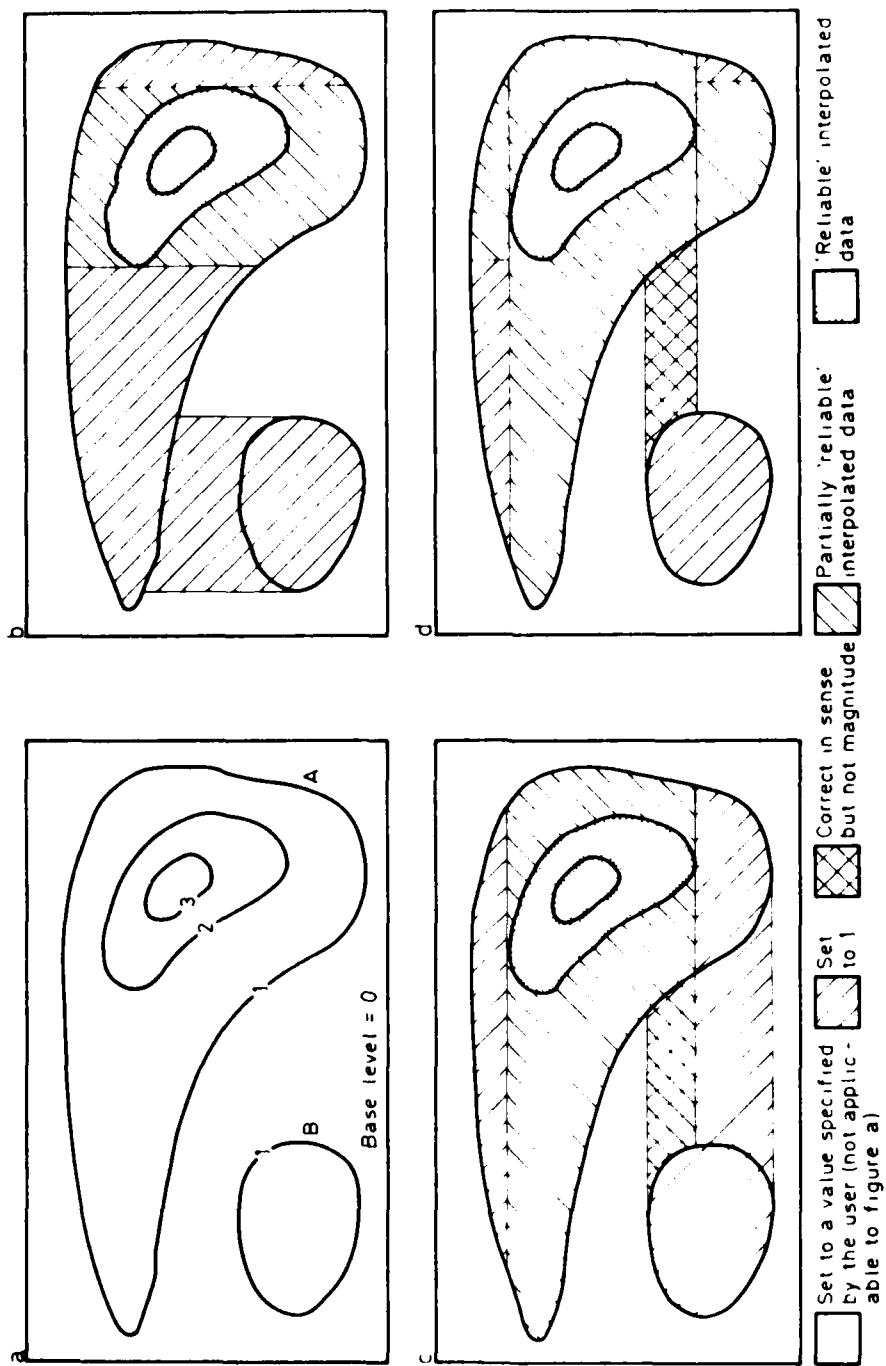 a
3
2
1
A
B
1
Base level = 0
b
c
d
Set to a value specified
by the user (not applic-
able to figure a)
Set
to 1
Correct in sense
but not magnitude
Partially 'reliable'
interpolated data
'Reliable' interpolated
data